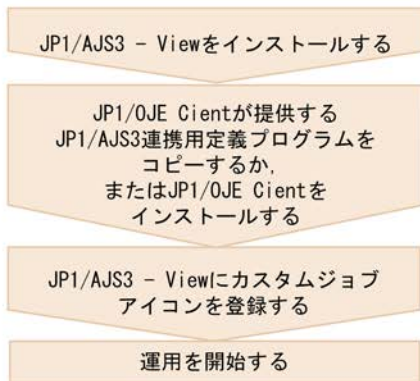 JP1/AJS3 - Viewをインストールする
JP1/OJE Cientが提供する
JP1/AJS3連携用定義プログラムを
コピーするか,
またはJP1/OJE Cientを
インストールする
JP1/AJS3 - Viewにカスタムジョブ
アイコンを登録する
運用を開始する